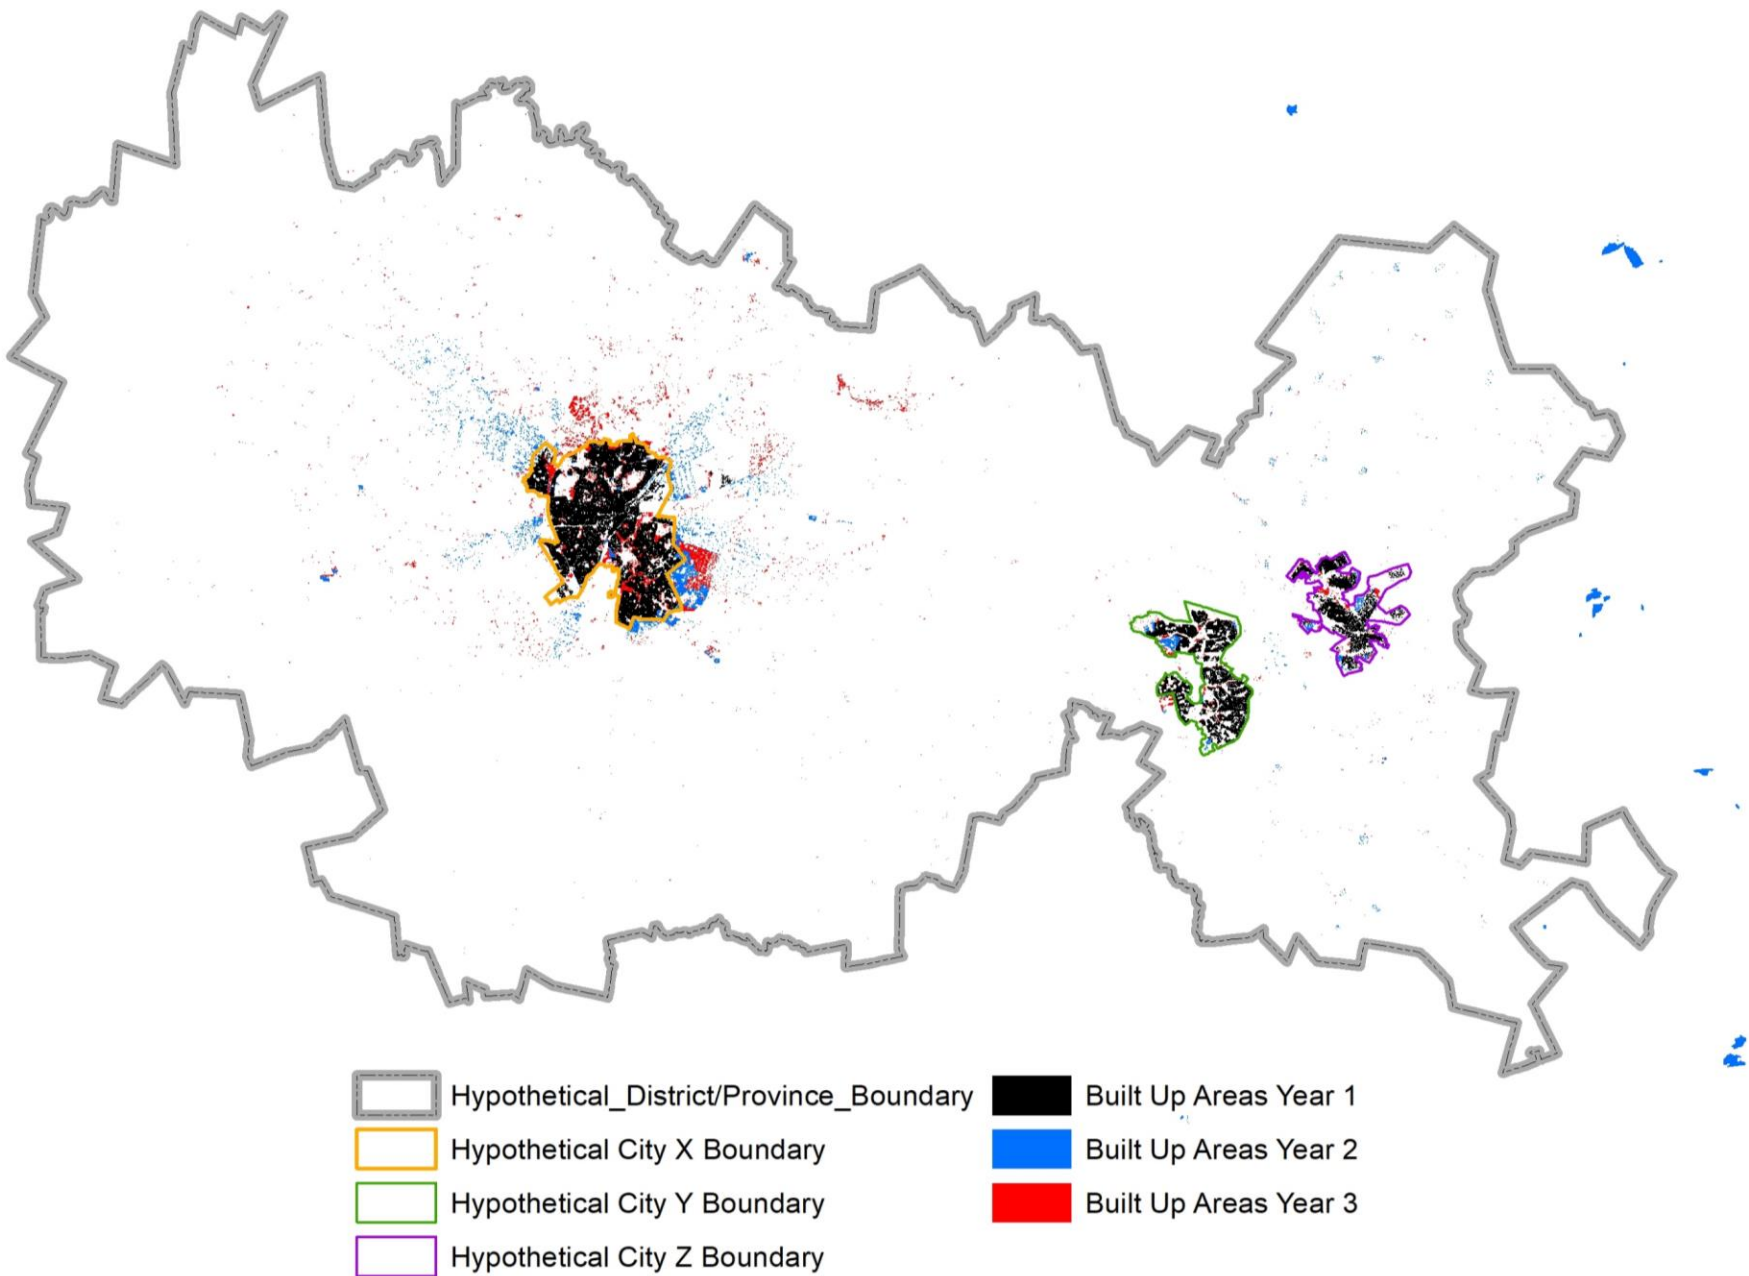 Hypothetical_District/Province_Boundary
Hypothetical City X Boundary
Hypothetical City Y Boundary
Hypothetical City Z Boundary
Built Up Areas Year 1
Built Up Areas Year 2
Built Up Areas Year 3